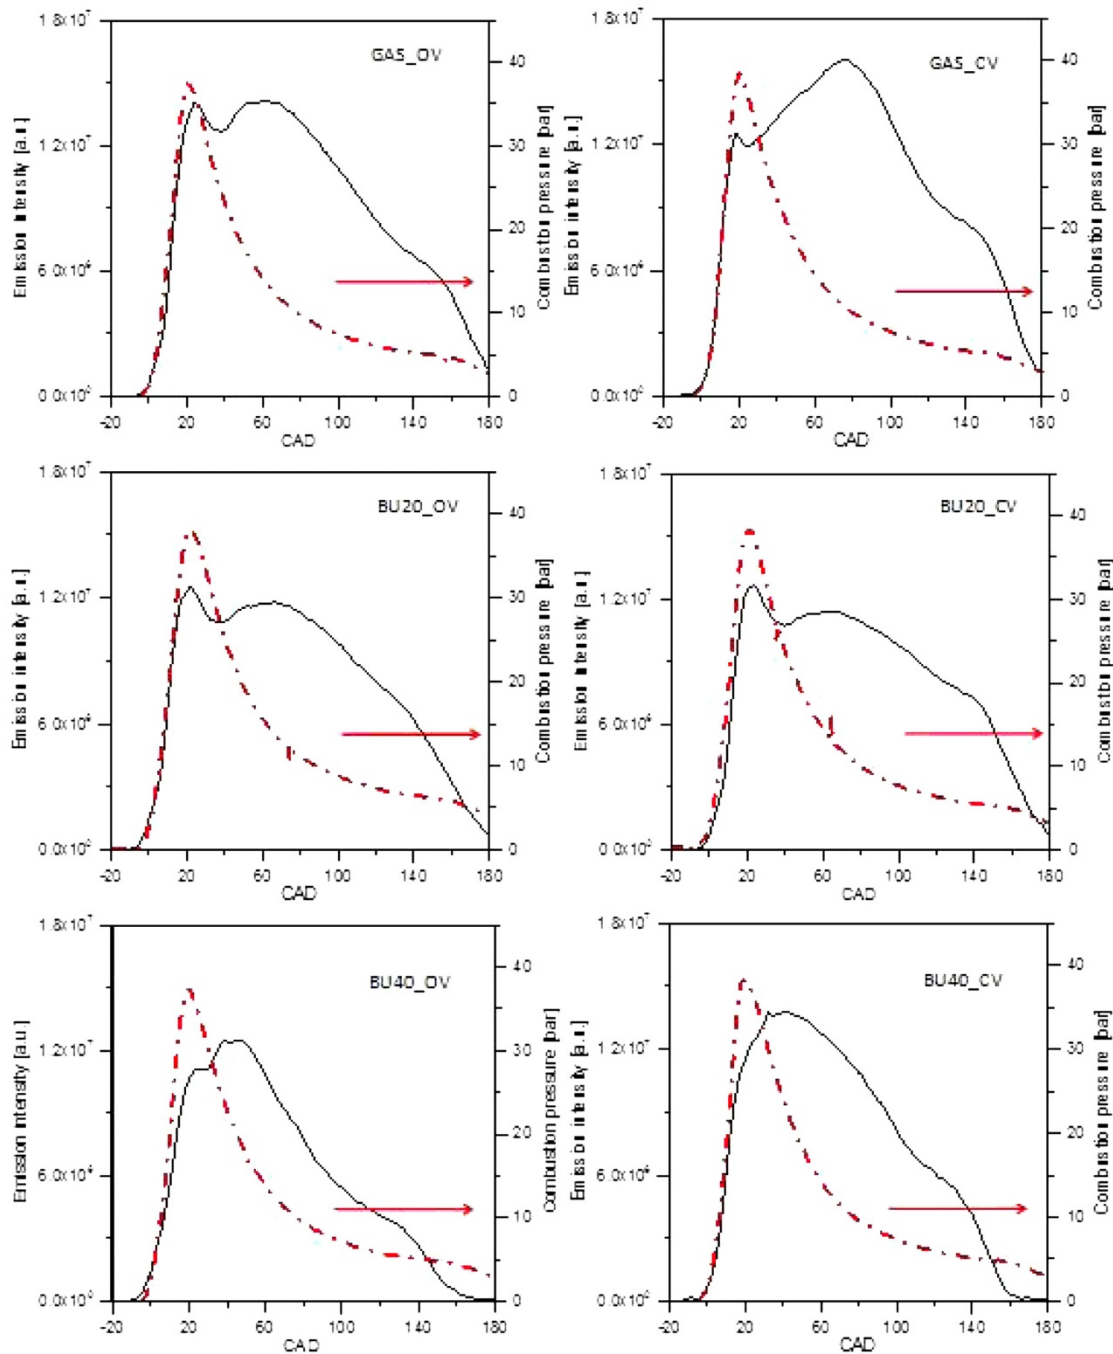 GAS_OV
1.8x10⁷
1.2x10⁷
6.0x10⁶
0.0x10⁰
Emission intensity [a.u.]
40
30
20
10
0
Combustion pressure [bar]
-20 20 60 100 140 180
CAD
GAS_CV
1.8x10⁷
1.2x10⁷
6.0x10⁶
0.0x10⁰
Emission intensity [a.u.]
40
30
20
10
0
Combustion pressure [bar]
-20 20 60 100 140 180
CAD
BU20_OV
1.8x10⁷
1.2x10⁷
6.0x10⁶
0.0x10⁰
Emission intensity [a.u.]
40
30
20
10
0
Combustion pressure [bar]
-20 20 60 100 140 180
CAD
BU20_CV
1.8x10⁷
1.2x10⁷
6.0x10⁶
0.0x10⁰
Emission intensity [a.u.]
40
30
20
10
0
Combustion pressure [bar]
-20 20 60 100 140 180
CAD
BU40_OV
1.8x10⁷
1.2x10⁷
6.0x10⁶
0.0x10⁰
Emission intensity [a.u.]
40
30
20
10
0
Combustion pressure [bar]
-20 20 60 100 140 180
CAD
BU40_CV
1.8x10⁷
1.2x10⁷
6.0x10⁶
0.0x10⁰
Emission intensity [a.u.]
40
30
20
10
0
Combustion pressure [bar]
-20 20 60 100 140 180
CAD